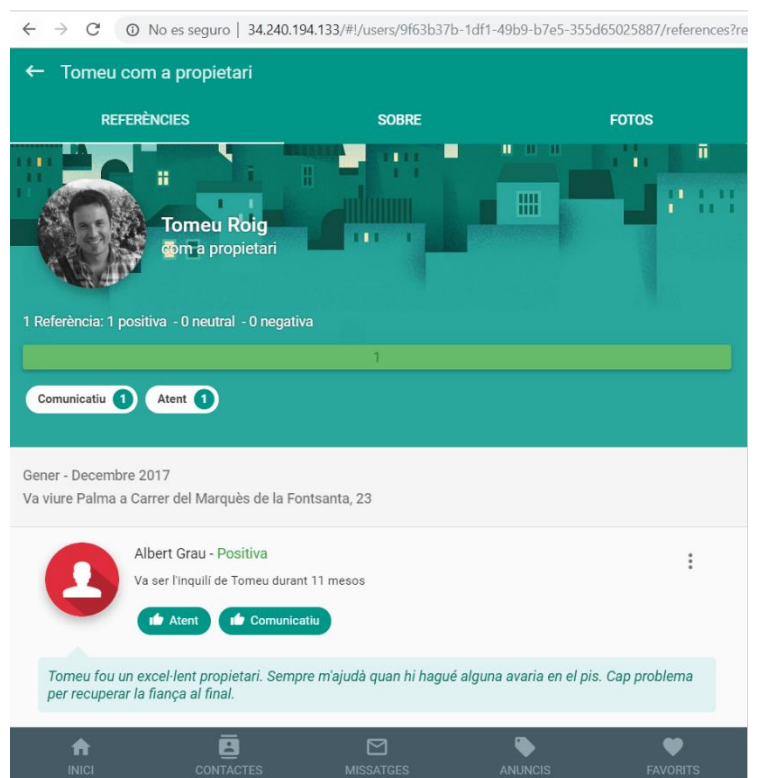 No es seguro | 34.240.194.133/#!/users/9f63b37b-1df1-49b9-b7e5-355d65025887/references?re
Tomeu com a propietari
REFERÈNCIES SOBRE FOTOS
Tomeu Roig
com a propietari
1 Referència: 1 positiva - 0 neutral - 0 negativa
1
Comunicatiu 1 Atent 1
Gener - Decembre 2017
Va viure Palma a Carrer del Marquès de la Fontsanta, 23
Albert Grau - Positiva
Va ser l'inquilí de Tomeu durant 11 mesos
Atent Comunicatiu
Tomeu fou un excel·lent propietari. Sempre m'ajudà quan hi hagué alguna avaria en el pis. Cap problema
per recuperar la fiança al final.
INICI CONTACTES MISSATGES ANUNCIS FAVORITS